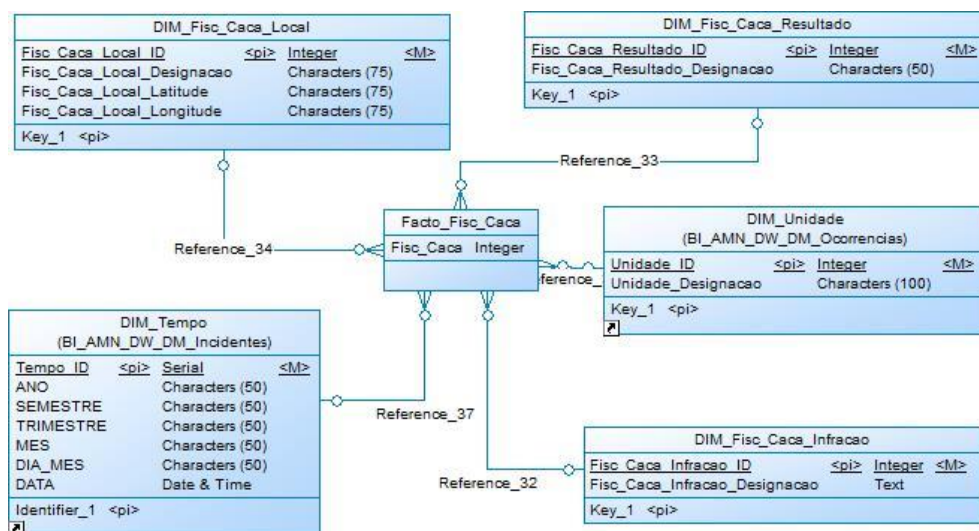 DIM_Fisc_Caca_Local
Fisc_Caca_Local_ID <pi> Integer <M>
Fisc_Caca_Local_Designacao Characters (75)
Fisc_Caca_Local_Latitude Characters (75)
Fisc_Caca_Local_Longitude Characters (75)
Key_1 <pi>
DIM_Fisc_Caca_Resultado
Fisc_Caca_Resultado_ID <pi> Integer <M>
Fisc_Caca_Resultado_Designacao Characters (50)
Key_1 <pi>
Reference_33
Reference_34
Facto_Fisc_Caca
Fisc_Caca Integer
DIM_Unidade
(BI_AMN_DW_DM_Ocorrencias)
Unidade_ID <pi> Integer <M>
Unidade_Designacao Characters (100)
Key_1 <pi>
eference_
DIM_Tempo
(BI_AMN_DW_DM_Incidentes)
Tempo_ID <pi> Serial <M>
ANO Characters (50)
SEMESTRE Characters (50)
TRIMESTRE Characters (50)
MES Characters (50)
DIA_MES Characters (50)
DATA Date & Time
Identifier_1 <pi>
Reference_37
Reference_32
DIM_Fisc_Caca_Infracao
Fisc_Caca_Infracao_ID <pi> Integer <M>
Fisc_Caca_Infracao_Designacao Text
Key_1 <pi>